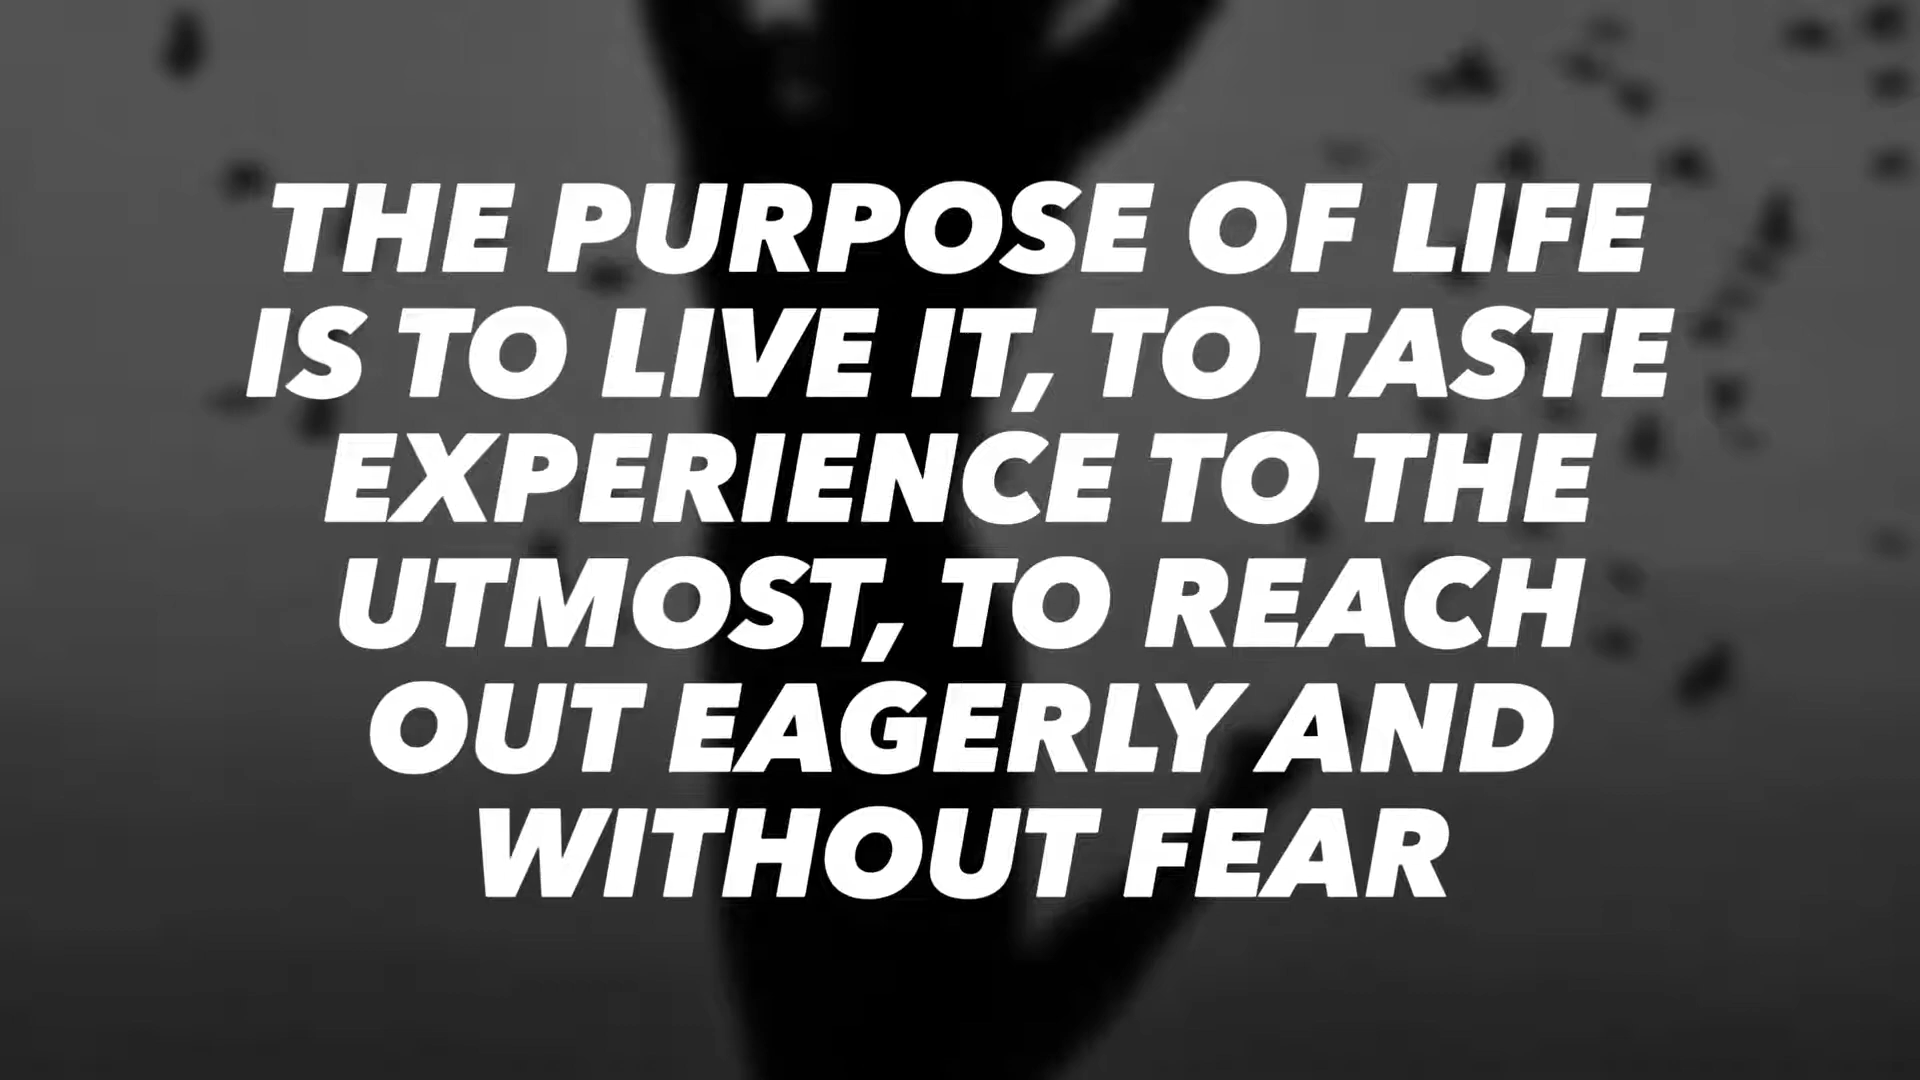 THE PURPOSE OF LIFE
IS TO LIVE IT, TO TASTE
EXPERIENCE TO THE
UTMOST, TO REACH
OUT EAGERLY AND
WITHOUT FEAR